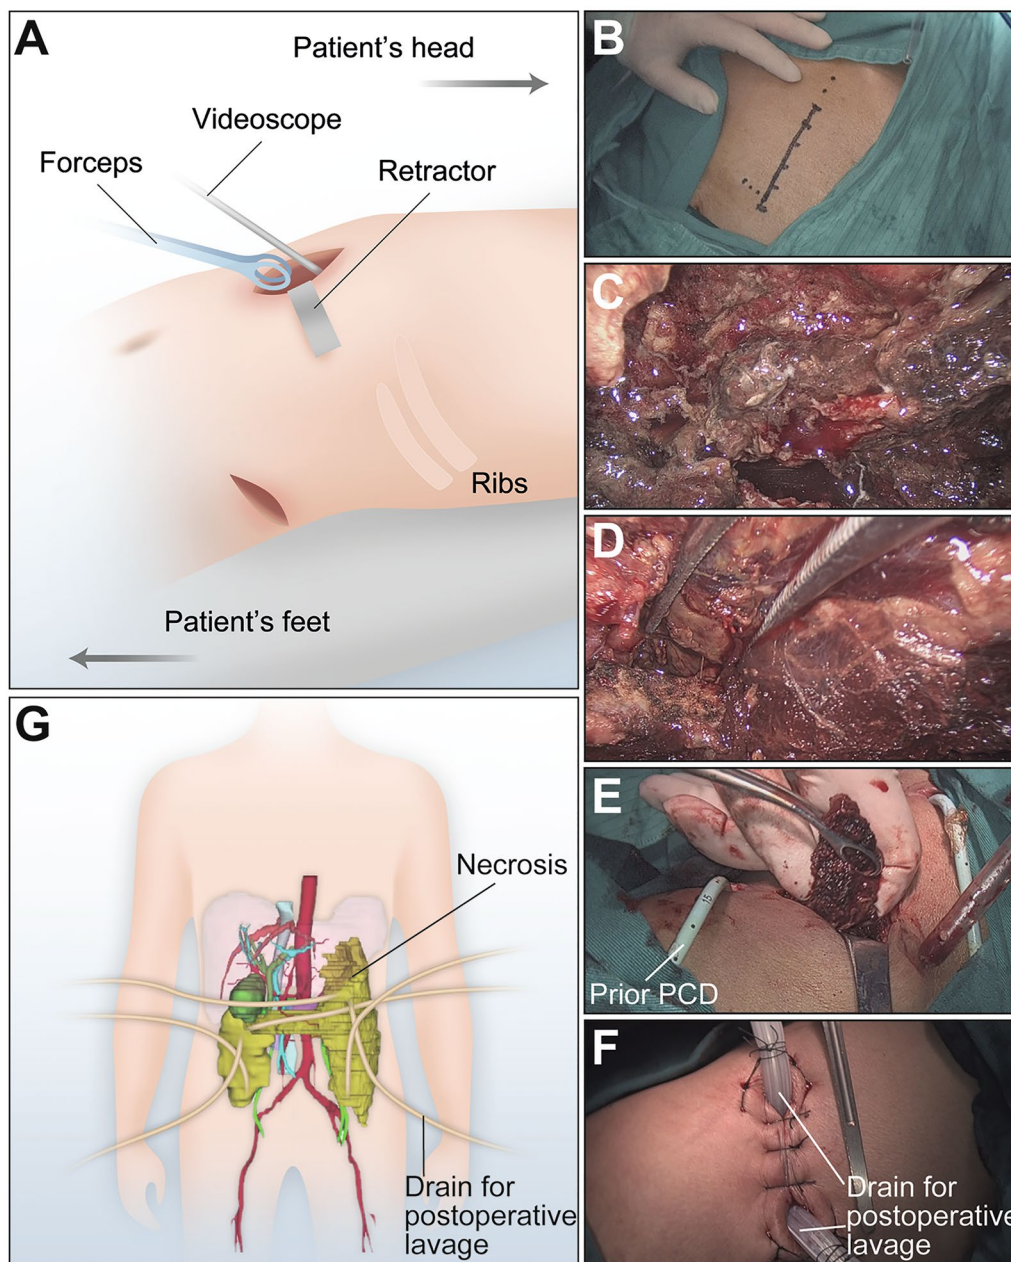 A
Patient's head
Videoscope
Forceps
Retractor
Ribs
Patient's feet
B
C
D
E
15
Prior PCD
F
Drain for
postoperative
lavage
G
Necrosis
Drain for
postoperative
lavage